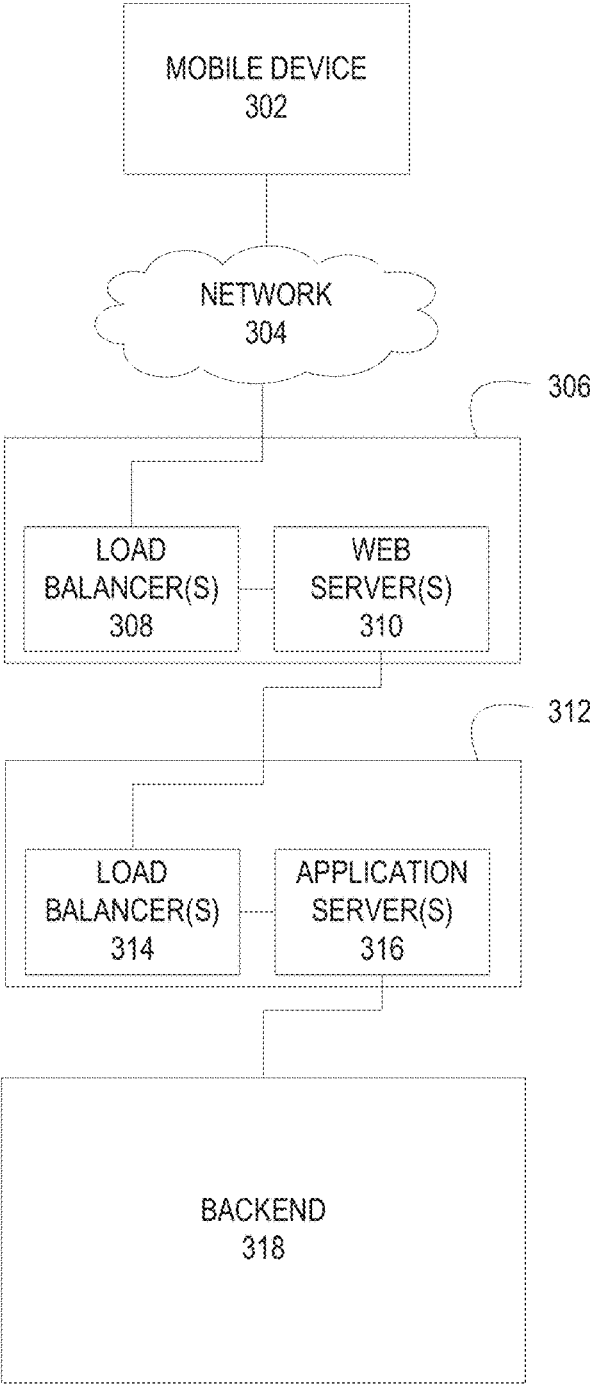 MOBILE DEVICE
302
NETWORK
304
306
LOAD
BALANCER(S)
308
WEB
SERVER(S)
310
312
LOAD
BALANCER(S)
314
APPLICATION
SERVER(S)
316
BACKEND
318